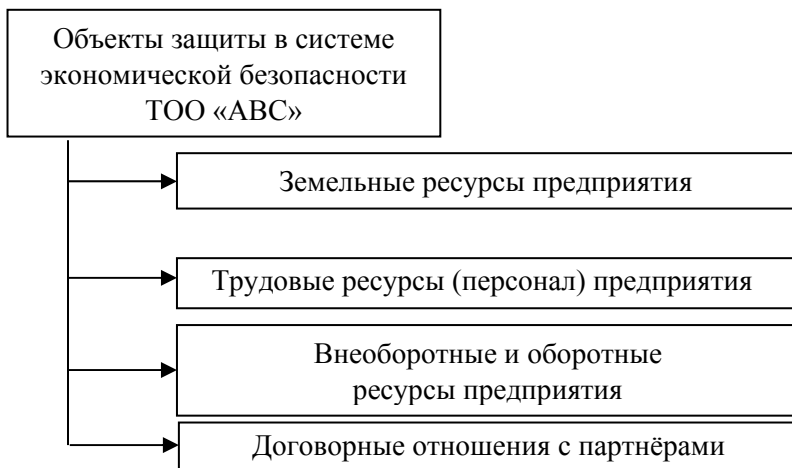 Объекты защиты в системе
экономической безопасности
ТОО «АВС»
Земельные ресурсы предприятия
Трудовые ресурсы (персонал) предприятия
Внеоборотные и оборотные
ресурсы предприятия
Договорные отношения с партнёрами